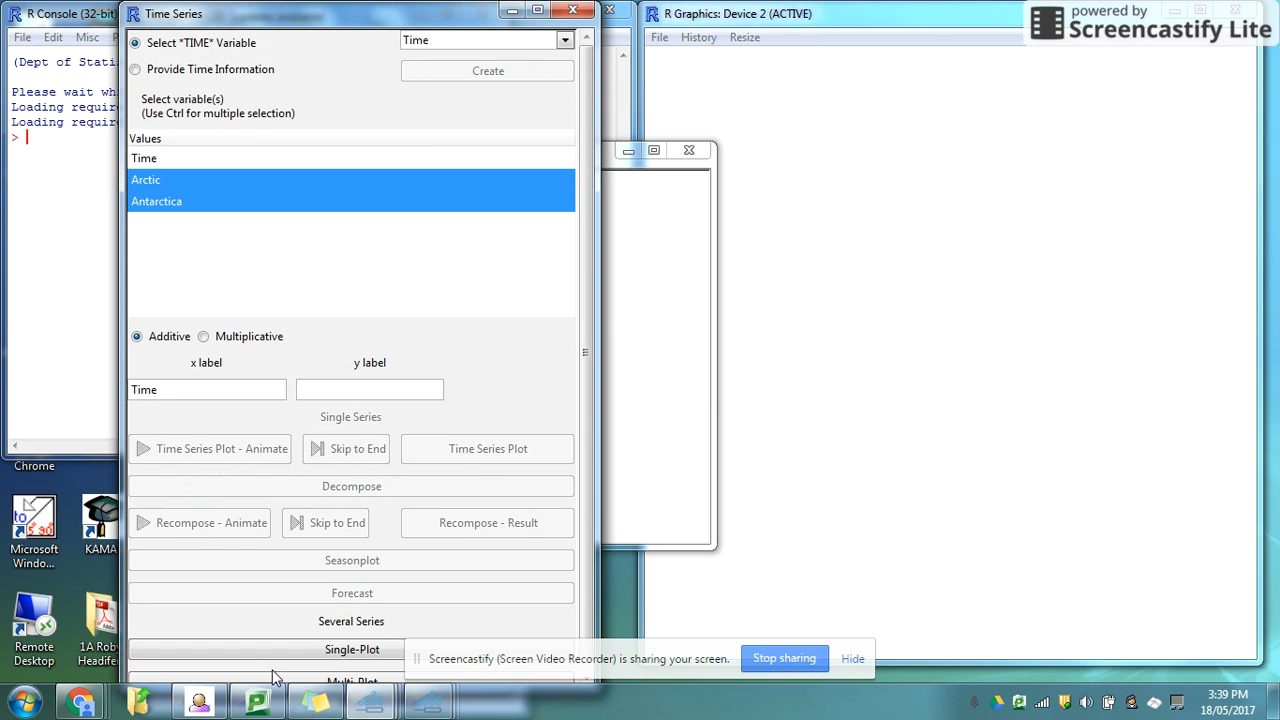 R Console (32-bit)
File Edit Misc
(Dept of Stati
Please wait wh
Loading requir
Loading requir
>
Time Series
Select *TIME* Variable
Time
Provide Time Information
Create
Select variable(s)
(Use Ctrl for multiple selection)
Values
Time
Arctic
Antarctica
Additive
Multiplicative
x label
y label
Time
Single Series
Time Series Plot - Animate
Skip to End
Time Series Plot
Decompose
Recompose - Animate
Skip to End
Recompose - Result
Seasonplot
Forecast
Several Series
Single-Plot
Multi-Plot
R Graphics: Device 2 (ACTIVE)
File History Resize
powered by
Screencastify Lite
Chrome
Microsoft
Windo...
KAMA
Remote
Desktop
1A Rob
Headife
Screencastify (Screen Video Recorder) is sharing your screen.
Stop sharing
Hide
3:39 PM
18/05/2017